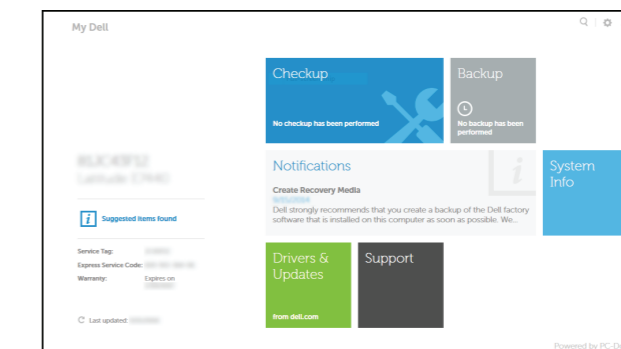 My Dell
Checkup
No checkup has been performed
Backup
No backup has been
performed
Notifications
Create Recovery Media
Dell strongly recommends that you create a backup of the Dell factory
software that is installed on this computer as soon as possible. We...
System
Info
Suggested items found
Service Tag:
Express Service Code:
Warranty: Expires on
Last updated:
Drivers &
Updates
from dell.com
Support
Powered by PC-Do